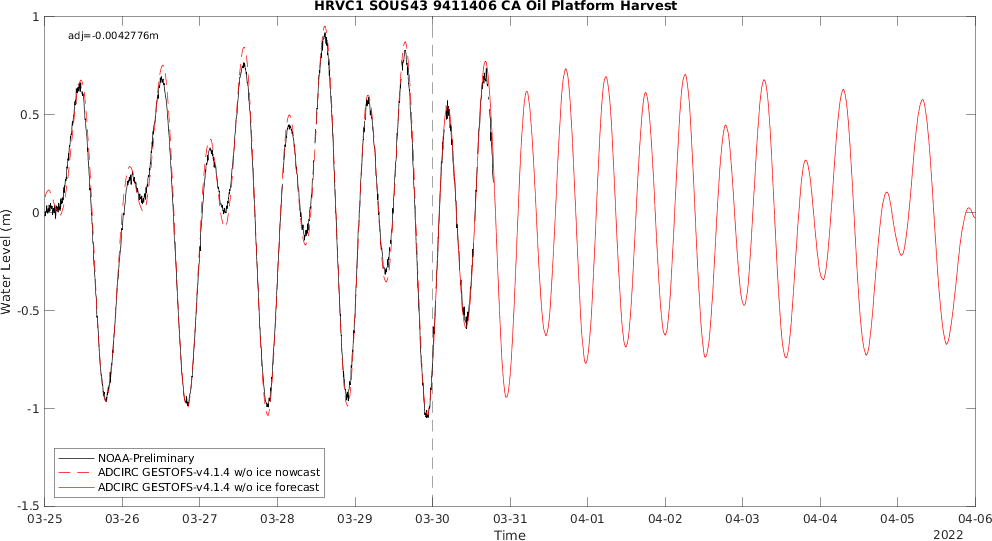 HRVC1 SOUS43 9411406 CA Oil Platform Harvest
adj=-0.0042776m
1
0.5
0
-0.5
-1
-1.5
Water Level (m)
NOAA-Preliminary
ADCIRC GESTOFS-v4.1.4 w/o ice nowcast
ADCIRC GESTOFS-v4.1.4 w/o ice forecast
03-25 03-26 03-27 03-28 03-29 03-30 03-31 04-01 04-02 04-03 04-04 04-05 04-06
Time
2022